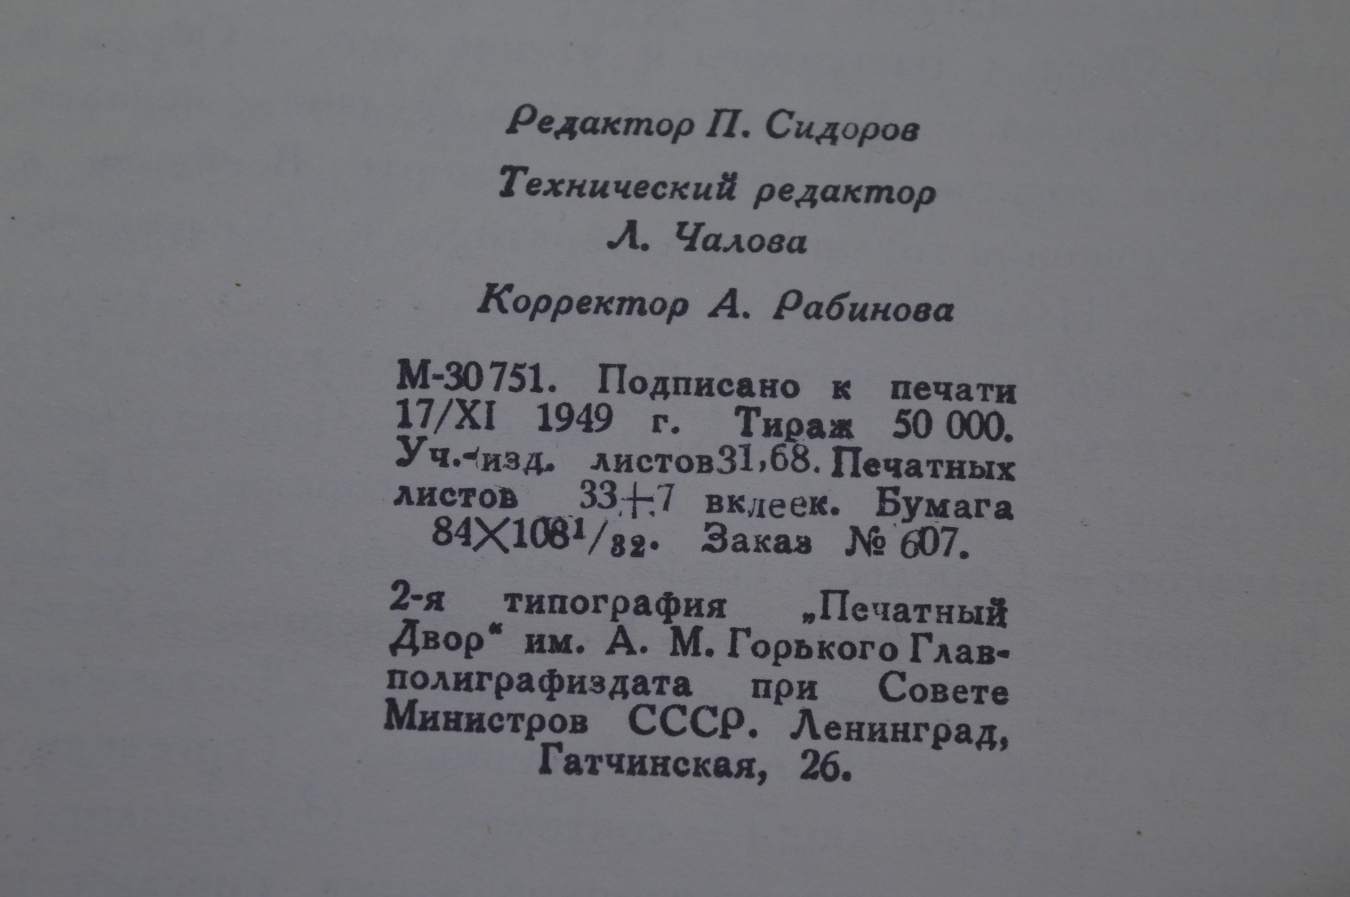 Редактор П. Сидоров
Технический редактор
Л. Чалова
Корректор А. Рабинова
М-30751. Подписано к печати
17/XI 1949 г. Тираж 50 000.
Уч.-изд. листов 31,68. Печатных
листов 33+7 вклеек. Бумага
84×108¹/₃₂. Заказ № 607.
2-я типография „Печатный
Двор“ им. А. М. Горького Глав-
полиграфиздата при Совете
Министров СССР. Ленинград,
Гатчинская, 26.